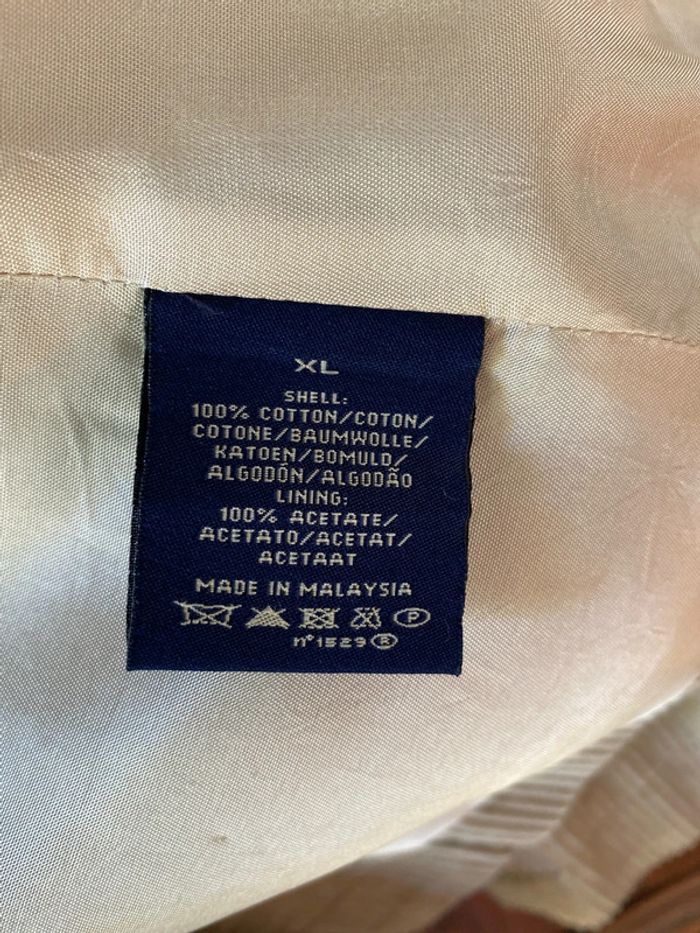 XL
SHELL:
100% COTTON/COTON/
COTONE/BAUMWOLLE/
KATOEN/BOMULD/
ALGODÓN/ALGODÃO
LINING:
100% ACETATE/
ACETATO/ACETAT/
ACETAAT
MADE IN MALAYSIA
P
n° 1529 ®